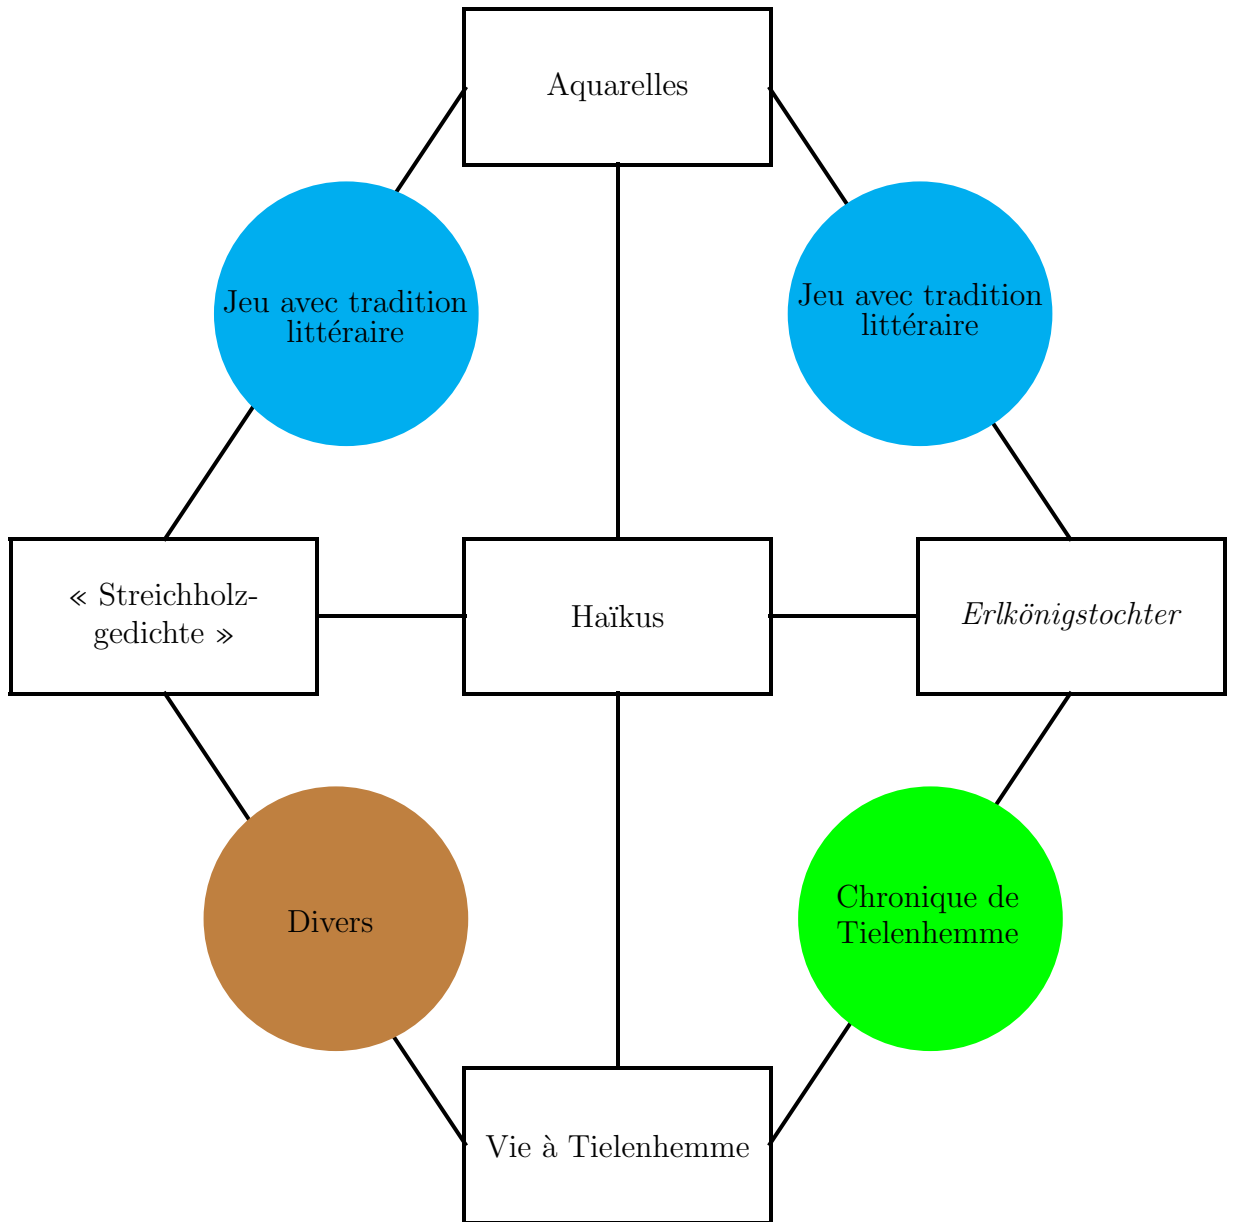 Aquarelles
Jeu avec tradition
littéraire
Jeu avec tradition
littéraire
« Streichholz-
gedichte »
Haïkus
Erlkönigstochter
Divers
Chronique de
Tielenhemme
Vie à Tielenhemme